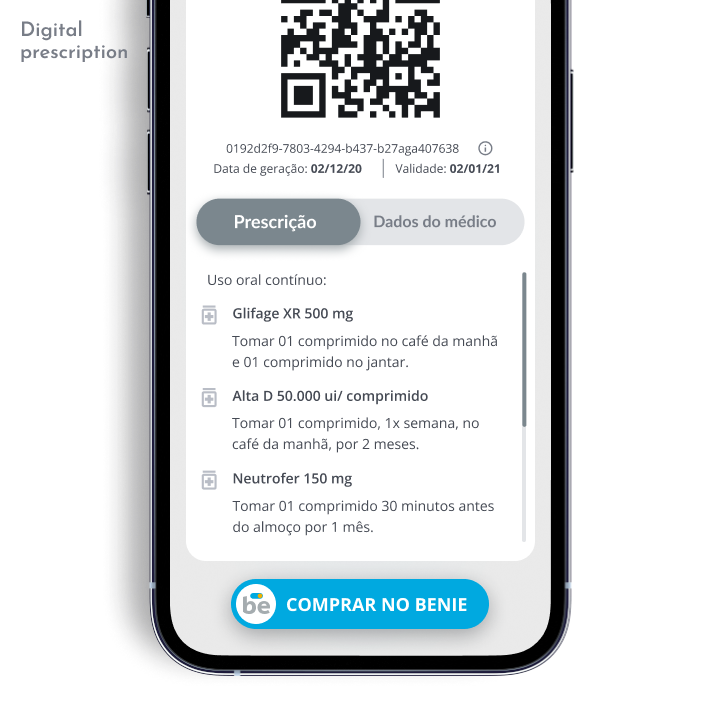 Digital
prescription
0192d2f9-7803-4294-b437-b27aga407638
Data de geração: 02/12/20 | Validade: 02/01/21
Prescrição Dados do médico
Uso oral contínuo:
Glifage XR 500 mg
Tomar 01 comprimido no café da manhã
e 01 comprimido no jantar.
Alta D 50.000 ui/ comprimido
Tomar 01 comprimido, 1x semana, no
café da manhã, por 2 meses.
Neutrofer 150 mg
Tomar 01 comprimido 30 minutos antes
do almoço por 1 mês.
be COMPRAR NO BENIE